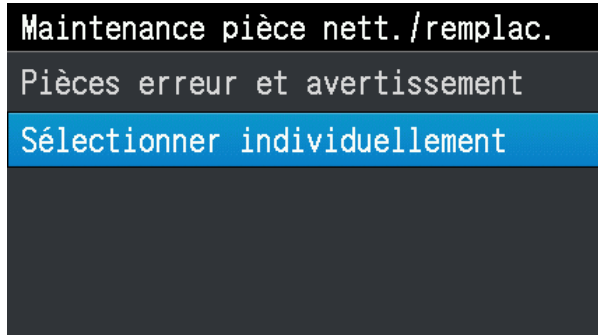 Maintenance pièce nett./remplac.
Pièces erreur et avertissement
Sélectionner individuellement